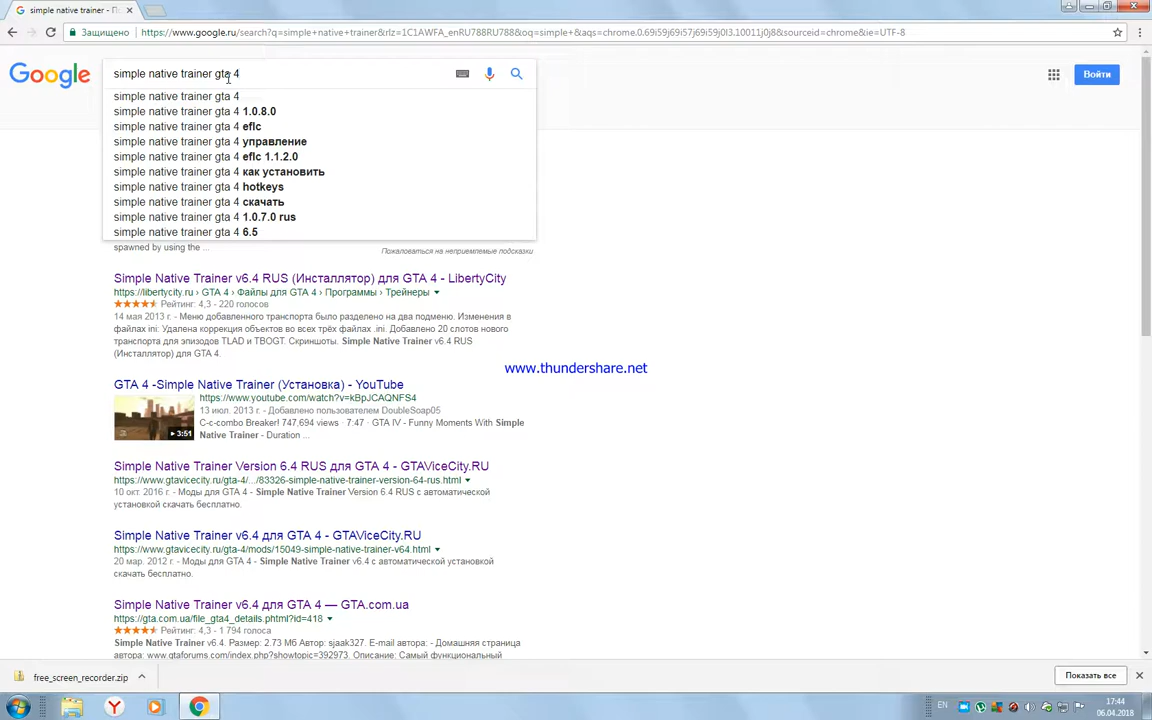 simple native trainer - П
Защищено
https://www.google.ru/search?q=simple+native+trainer&rlz=1C1AWFA_enRU788RU788&oq=simple+&aqs=chrome.0.69i59j69i57j69i59j0l3.10011j0j8&sourceid=chrome&ie=UTF-8
Google
simple native trainer gta 4
Войти
simple native trainer gta 4
simple native trainer gta 4 1.0.8.0
simple native trainer gta 4 eflc
simple native trainer gta 4 управление
simple native trainer gta 4 eflc 1.1.2.0
simple native trainer gta 4 как установить
simple native trainer gta 4 hotkeys
simple native trainer gta 4 скачать
simple native trainer gta 4 1.0.7.0 rus
simple native trainer gta 4 6.5
spawned by using the ...
Пожаловаться на неприемлемые подсказки
Simple Native Trainer v6.4 RUS (Инсталлятор) для GTA 4 - LibertyCity
https://libertycity.ru › GTA 4 › Файлы для GTA 4 › Программы › Трейнеры
Рейтинг: 4,3 - 220 голосов
14 мая 2013 г. - Меню добавленного транспорта было разделено на два подменю. Изменения в
файлах ini: Удалена коррекция объектов во всех трёх файлах .ini. Добавлено 20 слотов нового
транспорта для эпизодов TLAD и TBOGT. Скриншоты. Simple Native Trainer v6.4 RUS
(Инсталлятор) для GTA 4.
www.thundershare.net
GTA 4 -Simple Native Trainer (Установка) - YouTube
https://www.youtube.com/watch?v=kBpJCAQNFS4
13 июл. 2013 г. - Добавлено пользователем DoubleSoap05
C-c-combo Breaker! 747,694 views · 7:47 · GTA IV - Funny Moments With Simple
Native Trainer - Duration ...
3:51
Simple Native Trainer Version 6.4 RUS для GTA 4 - GTAViceCity.RU
https://www.gtavicecity.ru/gta-4/.../83326-simple-native-trainer-version-64-rus.html
10 окт. 2016 г. - Моды для GTA 4 - Simple Native Trainer Version 6.4 RUS с автоматической
установкой скачать бесплатно.
Simple Native Trainer v6.4 для GTA 4 - GTAViceCity.RU
https://www.gtavicecity.ru/gta-4/mods/15049-simple-native-trainer-v64.html
20 мар. 2012 г. - Моды для GTA 4 - Simple Native Trainer v6.4 с автоматической установкой
скачать бесплатно.
Simple Native Trainer v6.4 для GTA 4 — GTA.com.ua
https://gta.com.ua/file_gta4_details.phtml?id=418
Рейтинг: 4,3 - 1 794 голоса
Simple Native Trainer v6.4. Размер: 2.73 Мб Автор: sjaak327. E-mail автора: - Домашняя страница
автора: www.gtaforums.com/index.php?showtopic=392973. Описание: Самый функциональный
free_screen_recorder.zip
Показать все
EN
17:44
06.04.2018